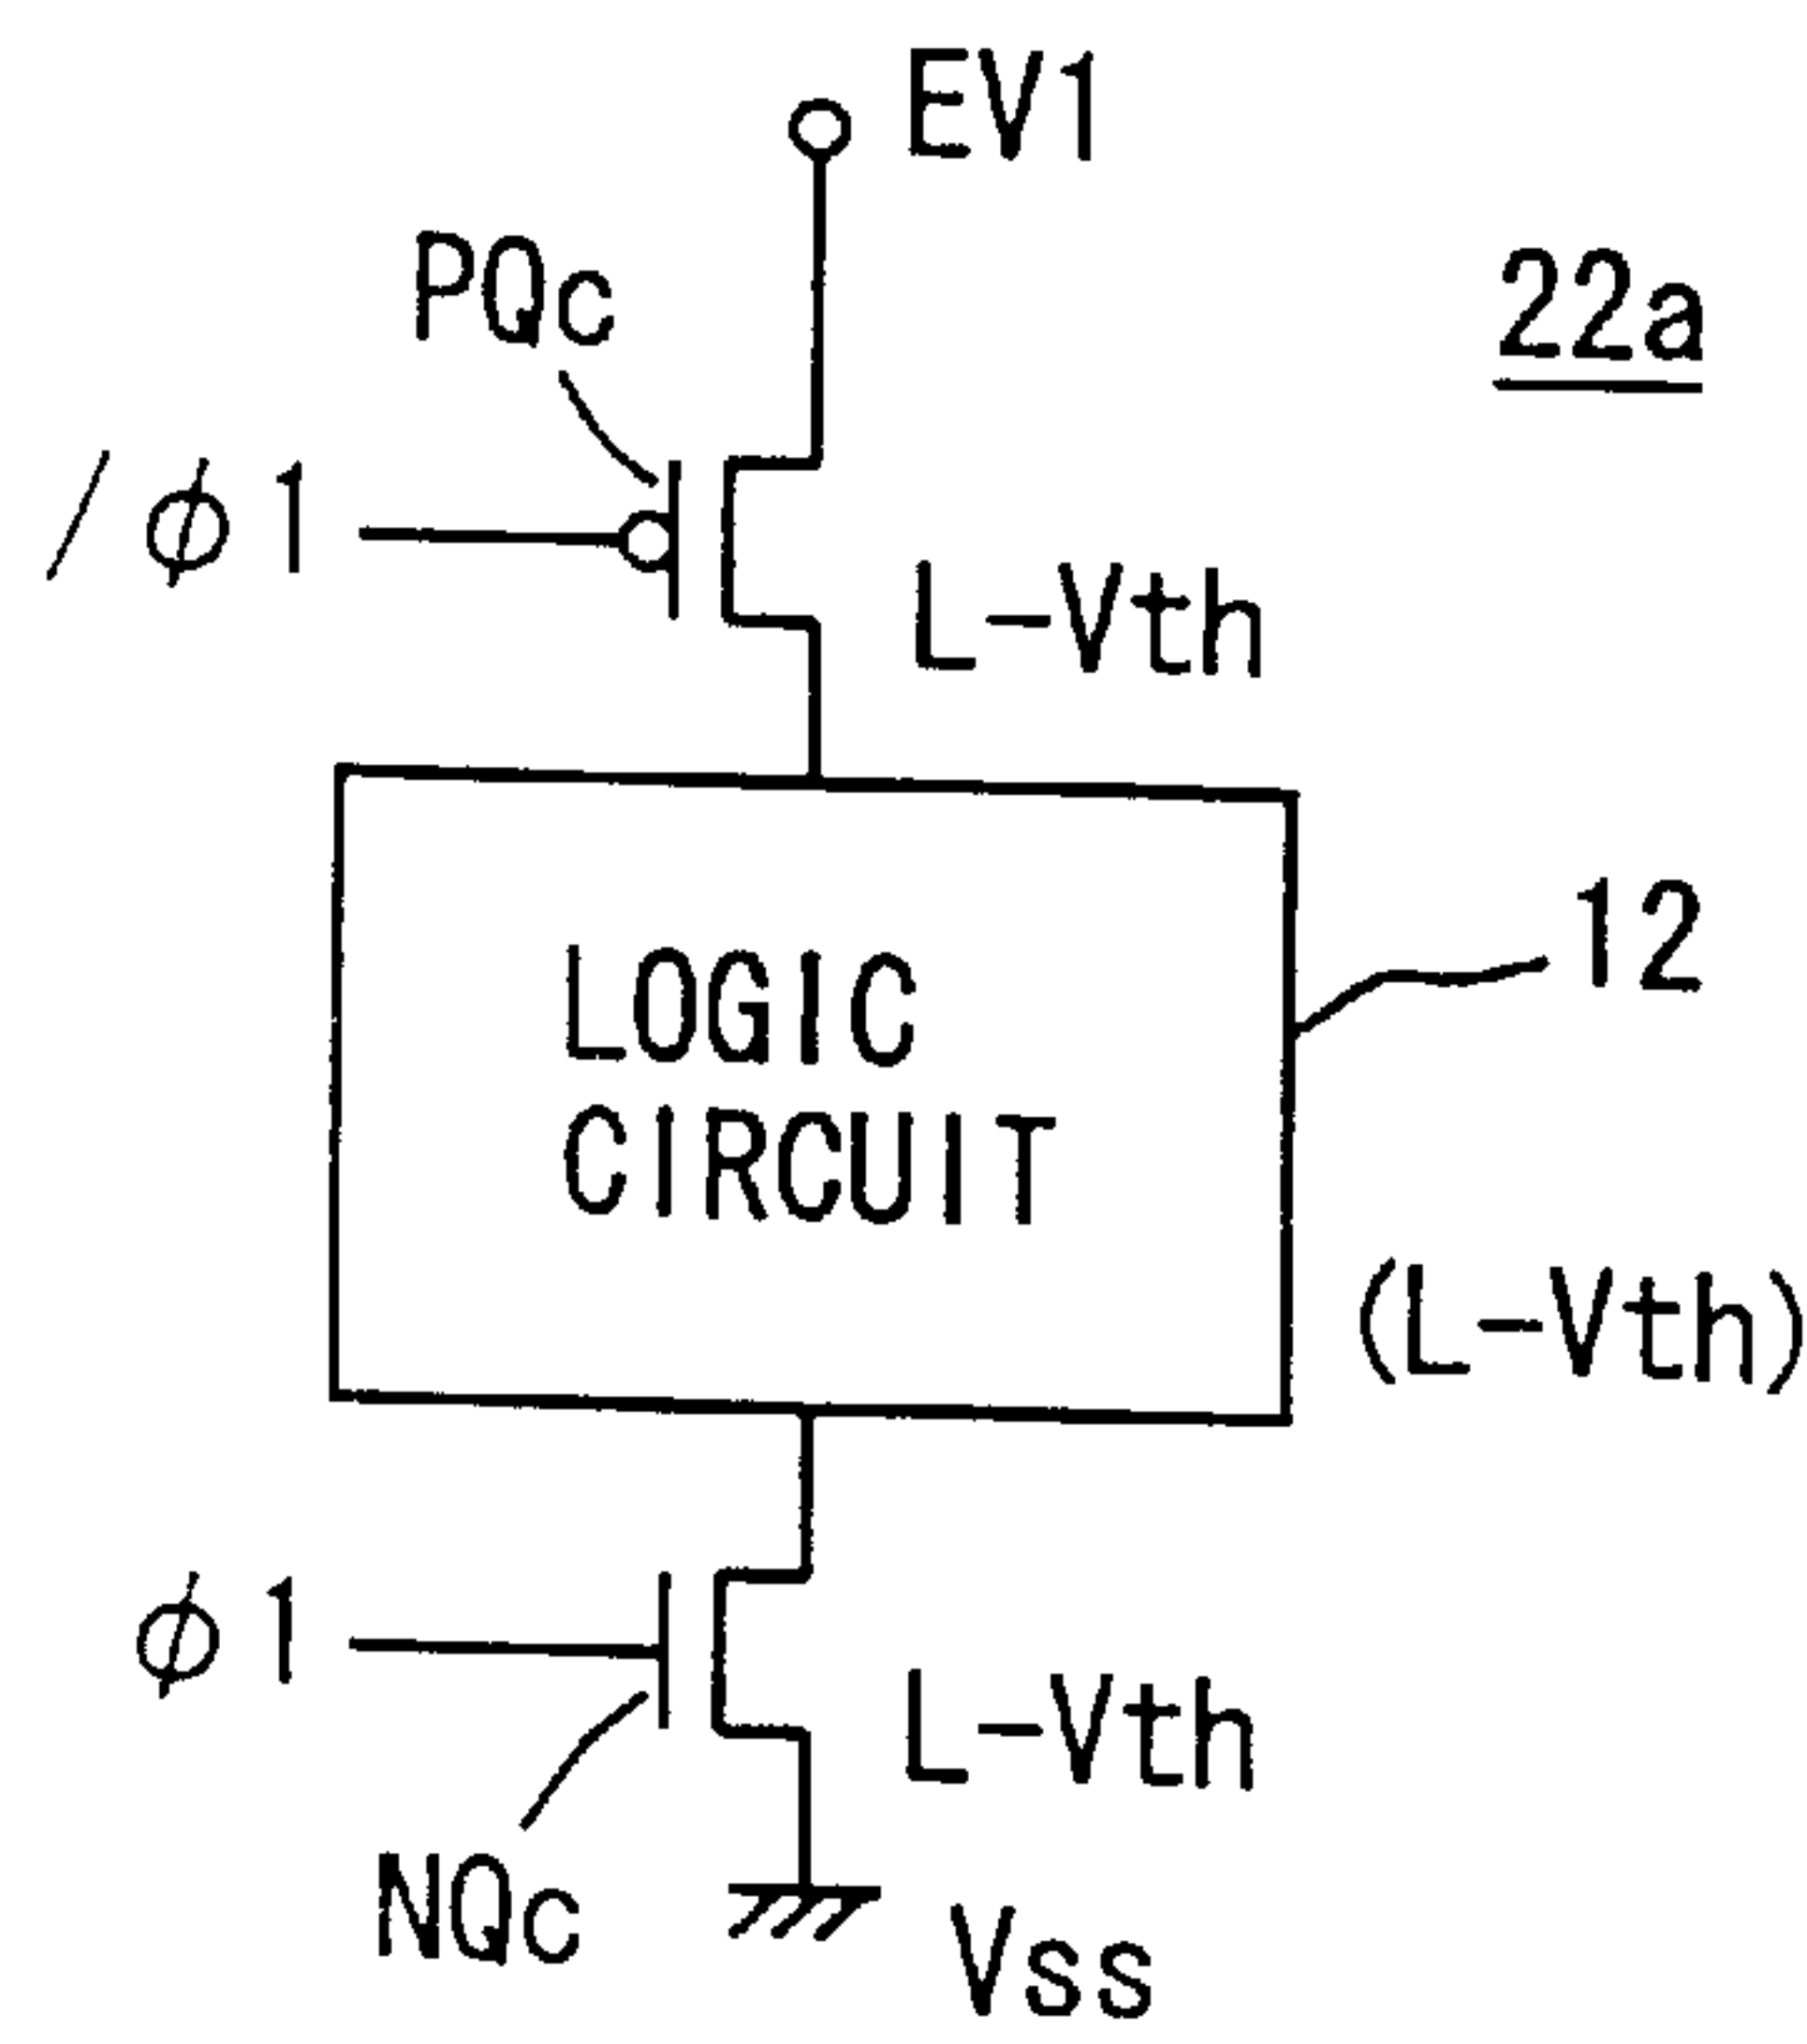 EV1
PQc
22a
/φ1
L-Vth
LOGIC
CIRCUIT
12
(L-Vth)
φ1
L-Vth
NQc
Vss